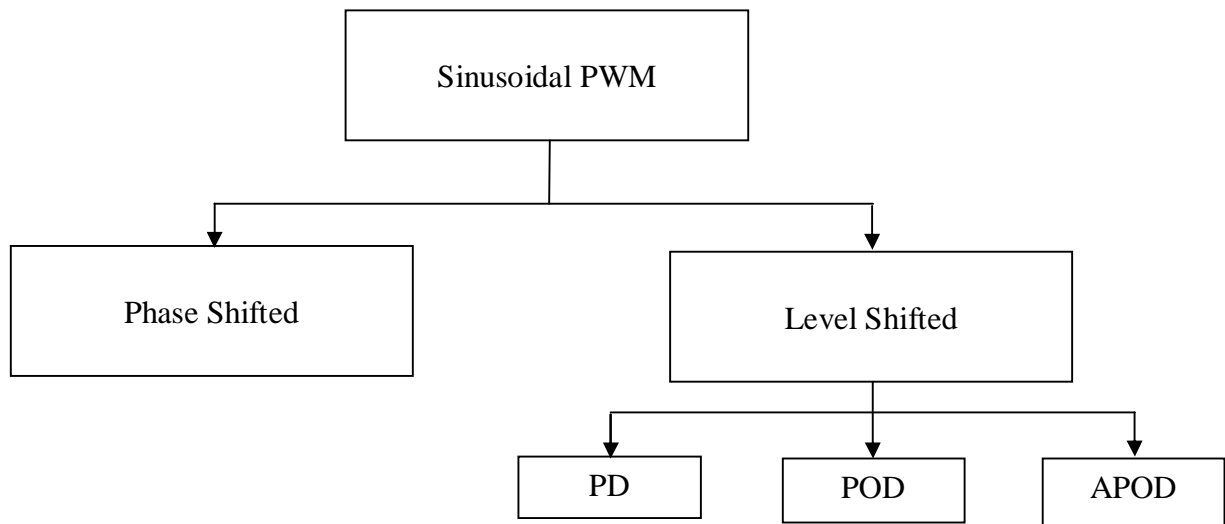 Sinusoidal PWM
Phase Shifted
Level Shifted
PD
POD
APOD